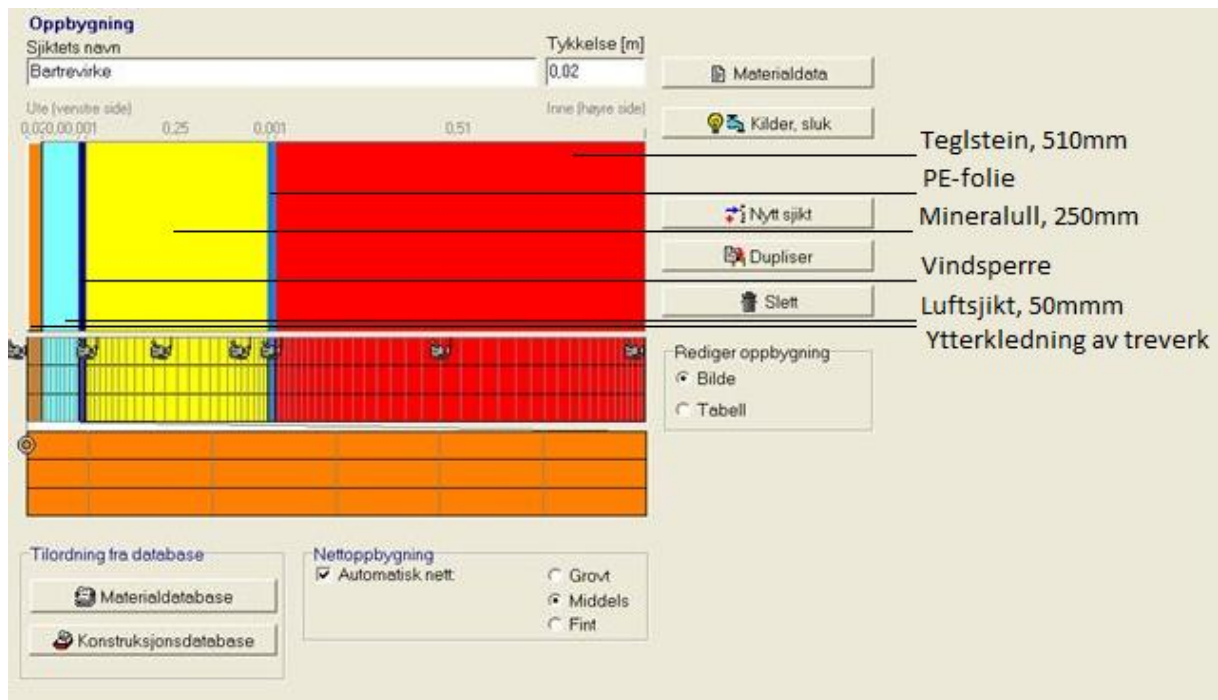 Oppbygning
Sjiktets navn Tykkelse [m]
Bartrevirke 0,02
Materialdata
Ute (venstre side) Inne (høyre side)
0,25 0,001 0,51
Kilder, sluk
Teglstein, 510mm
PE-folie
Nytt sjikt
Mineralull, 250mm
Dupliser
Vindsperre
Slett
Luftsjikt, 50mmm
Ytterkledning av treverk
Rediger oppbygning
Bilde
Tabell
Tilordning fra database
Nettoppbygning
Automatisk nett
Grovt
Materialdatabase
Middels
Fint
Konstruksjonsdatabase